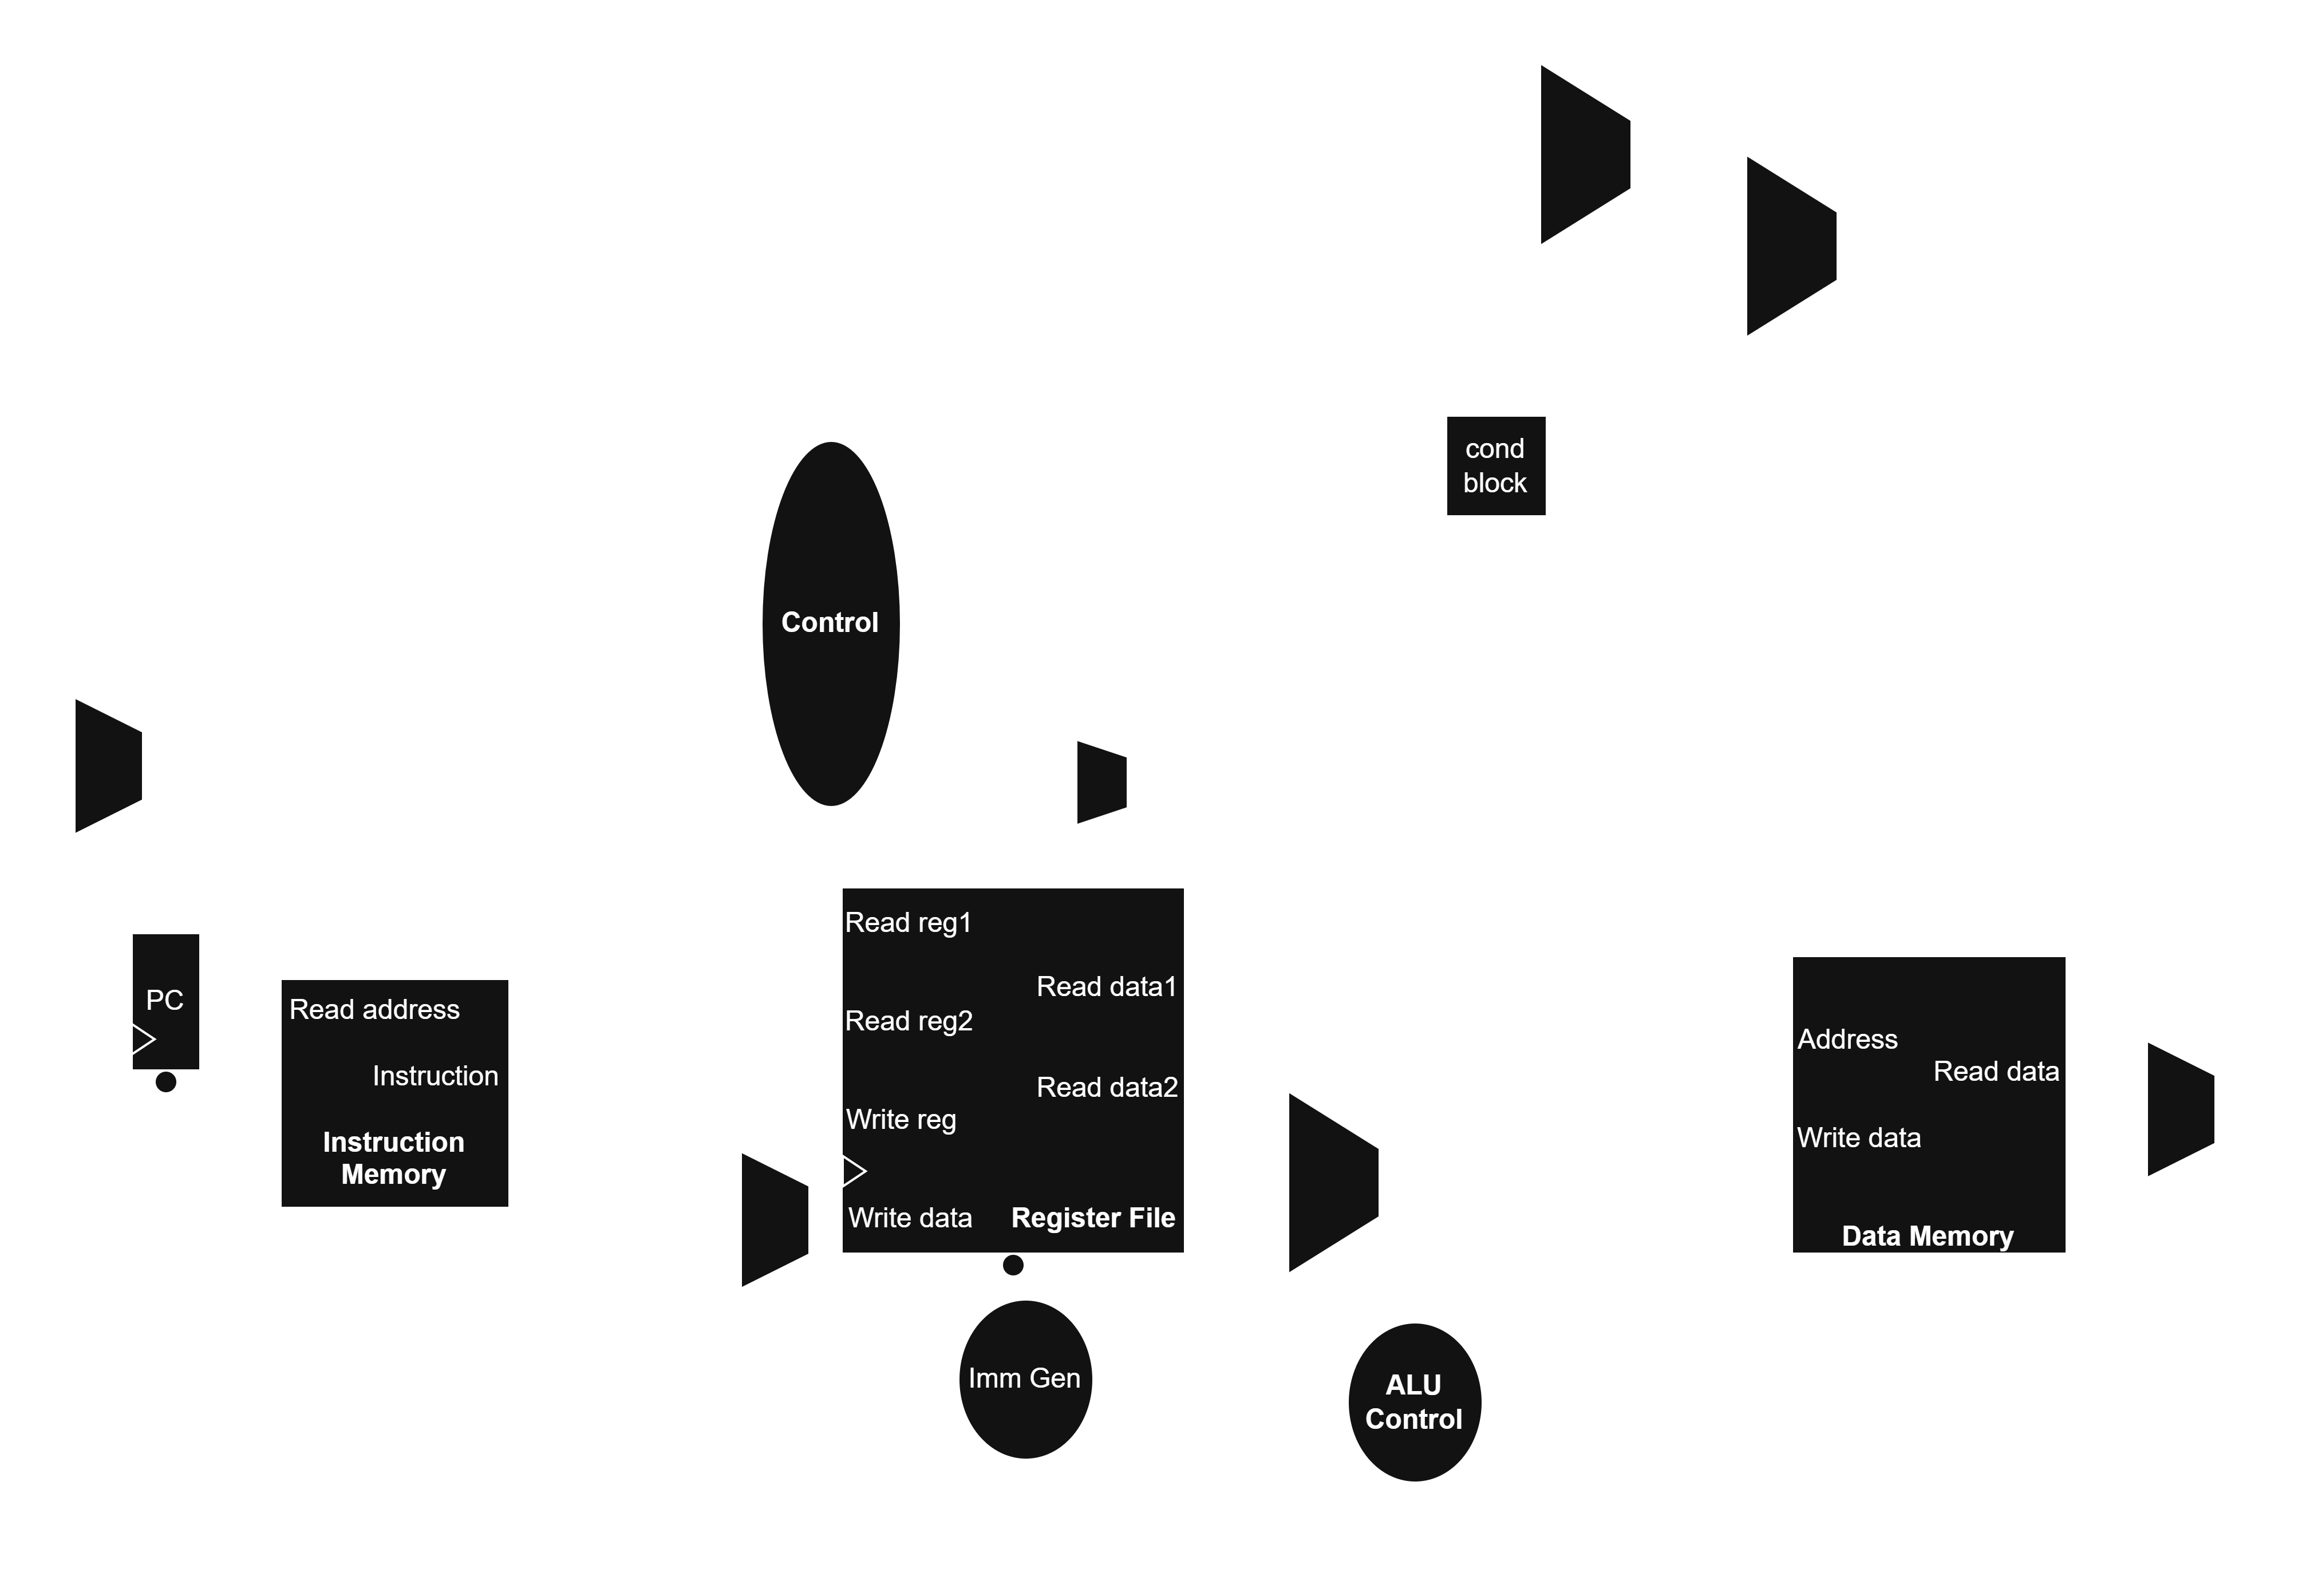 cond
block
Control
PC
Read address
Instruction
Instruction
Memory
Read reg1
Read data1
Read reg2
Read data2
Write reg
Write data
Register File
Address
Read data
Write data
Data Memory
Imm Gen
ALU
Control